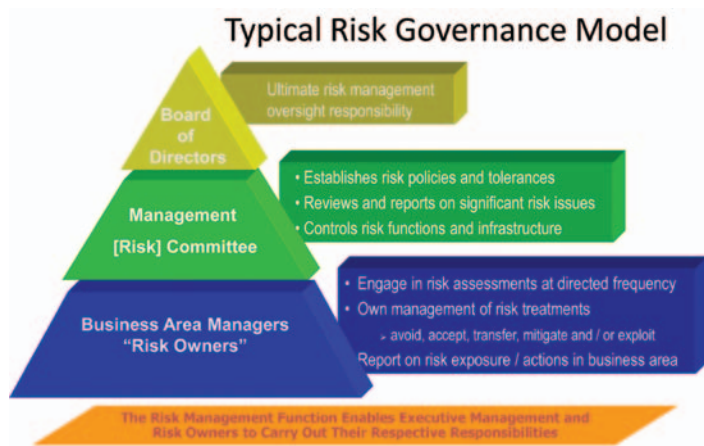 Typical Risk Governance Model
Board
of
Directors
Ultimate risk management
oversight responsibility
Management
[Risk] Committee
• Establishes risk policies and tolerances
• Reviews and reports on significant risk issues
• Controls risk functions and infrastructure
Business Area Managers
“Risk Owners”
• Engage in risk assessments at directed frequency
• Own management of risk treatments
➢ avoid, accept, transfer, mitigate and / or exploit
Report on risk exposure / actions in business area
The Risk Management Function Enables Executive Management and
Risk Owners to Carry Out Their Respective Responsibilities